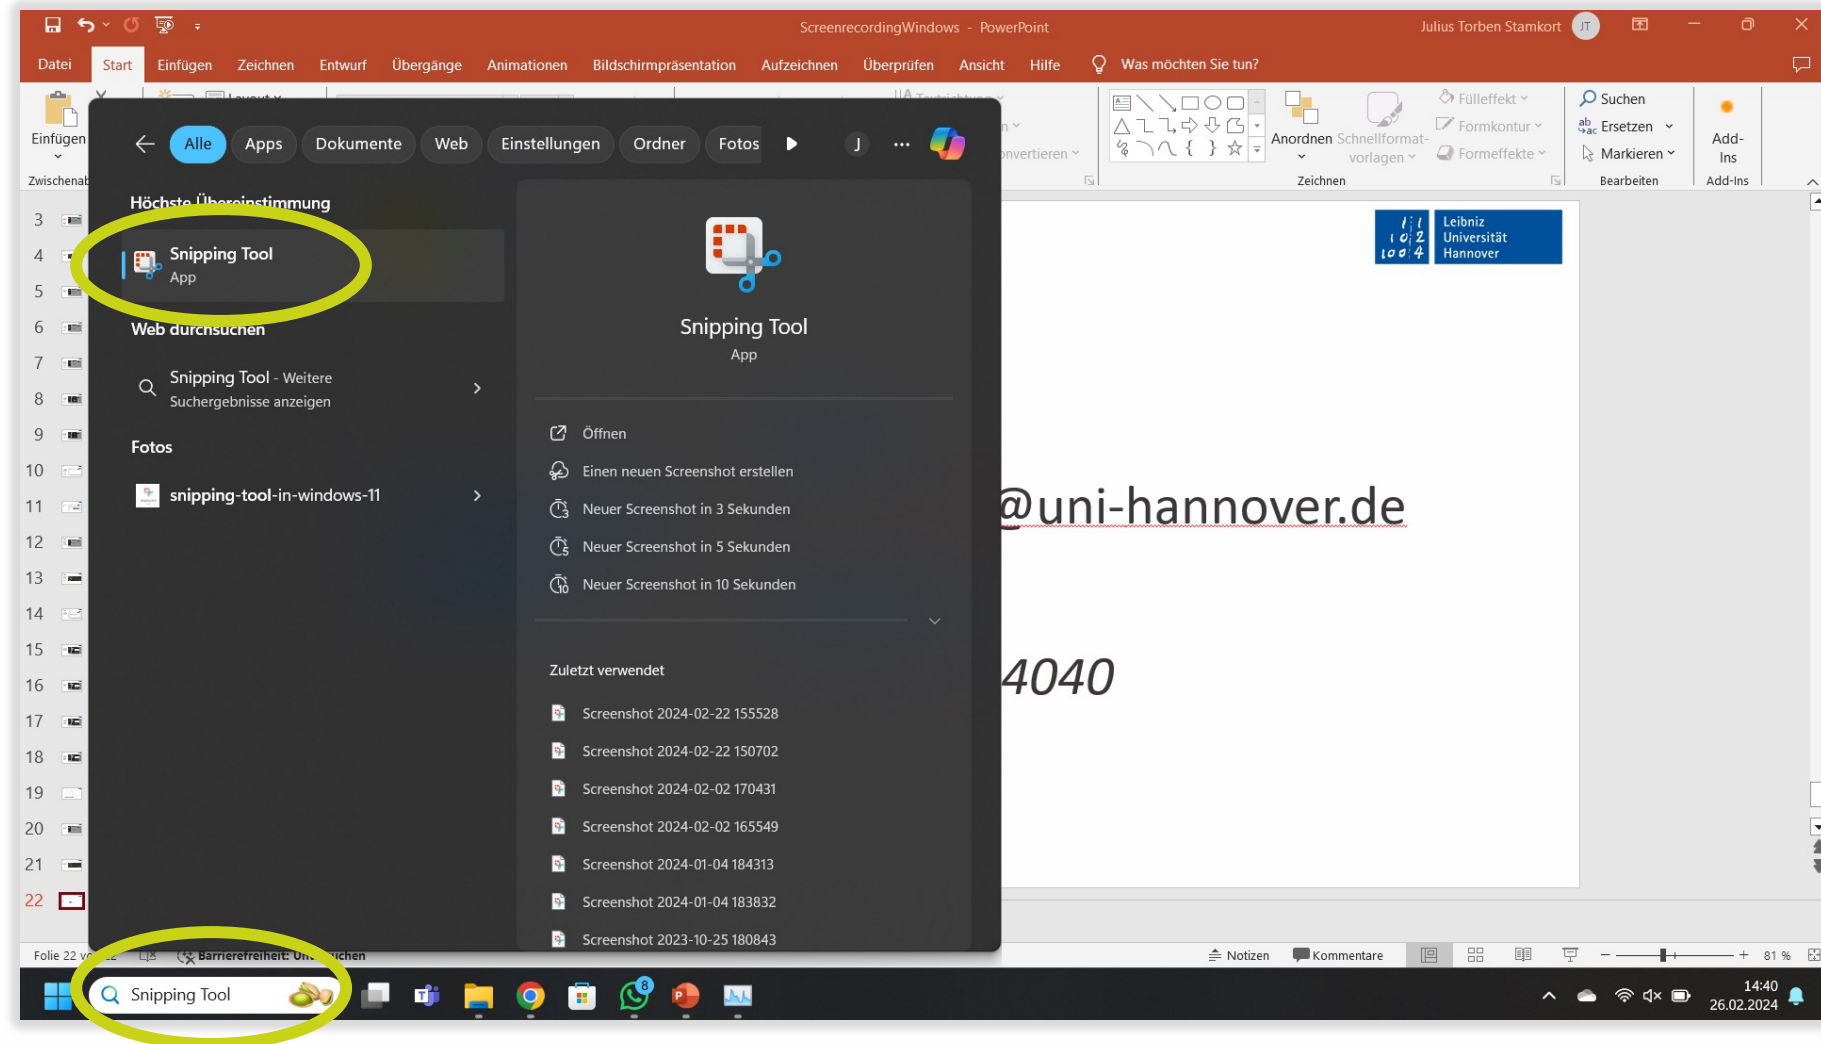 ScreenrecordingWindows - PowerPoint
Julius Torben Stamkort JT
Datei Start Einfügen Zeichnen Entwurf Übergänge Animationen Bildschirmpräsentation Aufzeichnen Überprüfen Ansicht Hilfe Was möchten Sie tun?
Einfügen
Anordnen
Schnellformat-
vorlagen
Fülleffekt
Formkontur
Formeffekte
Zeichnen
Suchen
Ersetzen
Markieren
Bearbeiten
Add-
Ins
Add-Ins
Alle Apps Dokumente Web Einstellungen Ordner Fotos J
Höchste Übereinstimmung
Snipping Tool
App
Web durchsuchen
Snipping Tool - Weitere
Suchergebnisse anzeigen
Fotos
snipping-tool-in-windows-11
Snipping Tool
App
Öffnen
Einen neuen Screenshot erstellen
Neuer Screenshot in 3 Sekunden
Neuer Screenshot in 5 Sekunden
Neuer Screenshot in 10 Sekunden
Zuletzt verwendet
Screenshot 2024-02-22 155528
Screenshot 2024-02-22 150702
Screenshot 2024-02-02 170431
Screenshot 2024-02-02 165549
Screenshot 2024-01-04 184313
Screenshot 2024-01-04 183832
Screenshot 2023-10-25 180843
3
4
5
6
7
8
9
10
11
12
13
14
15
16
17
18
19
20
21
22
Leibniz
Universität
Hannover
@uni-hannover.de
4040
Folie 22
Barrierefreiheit:
Notizen Kommentare 81 %
Snipping Tool
8
14:40
26.02.2024